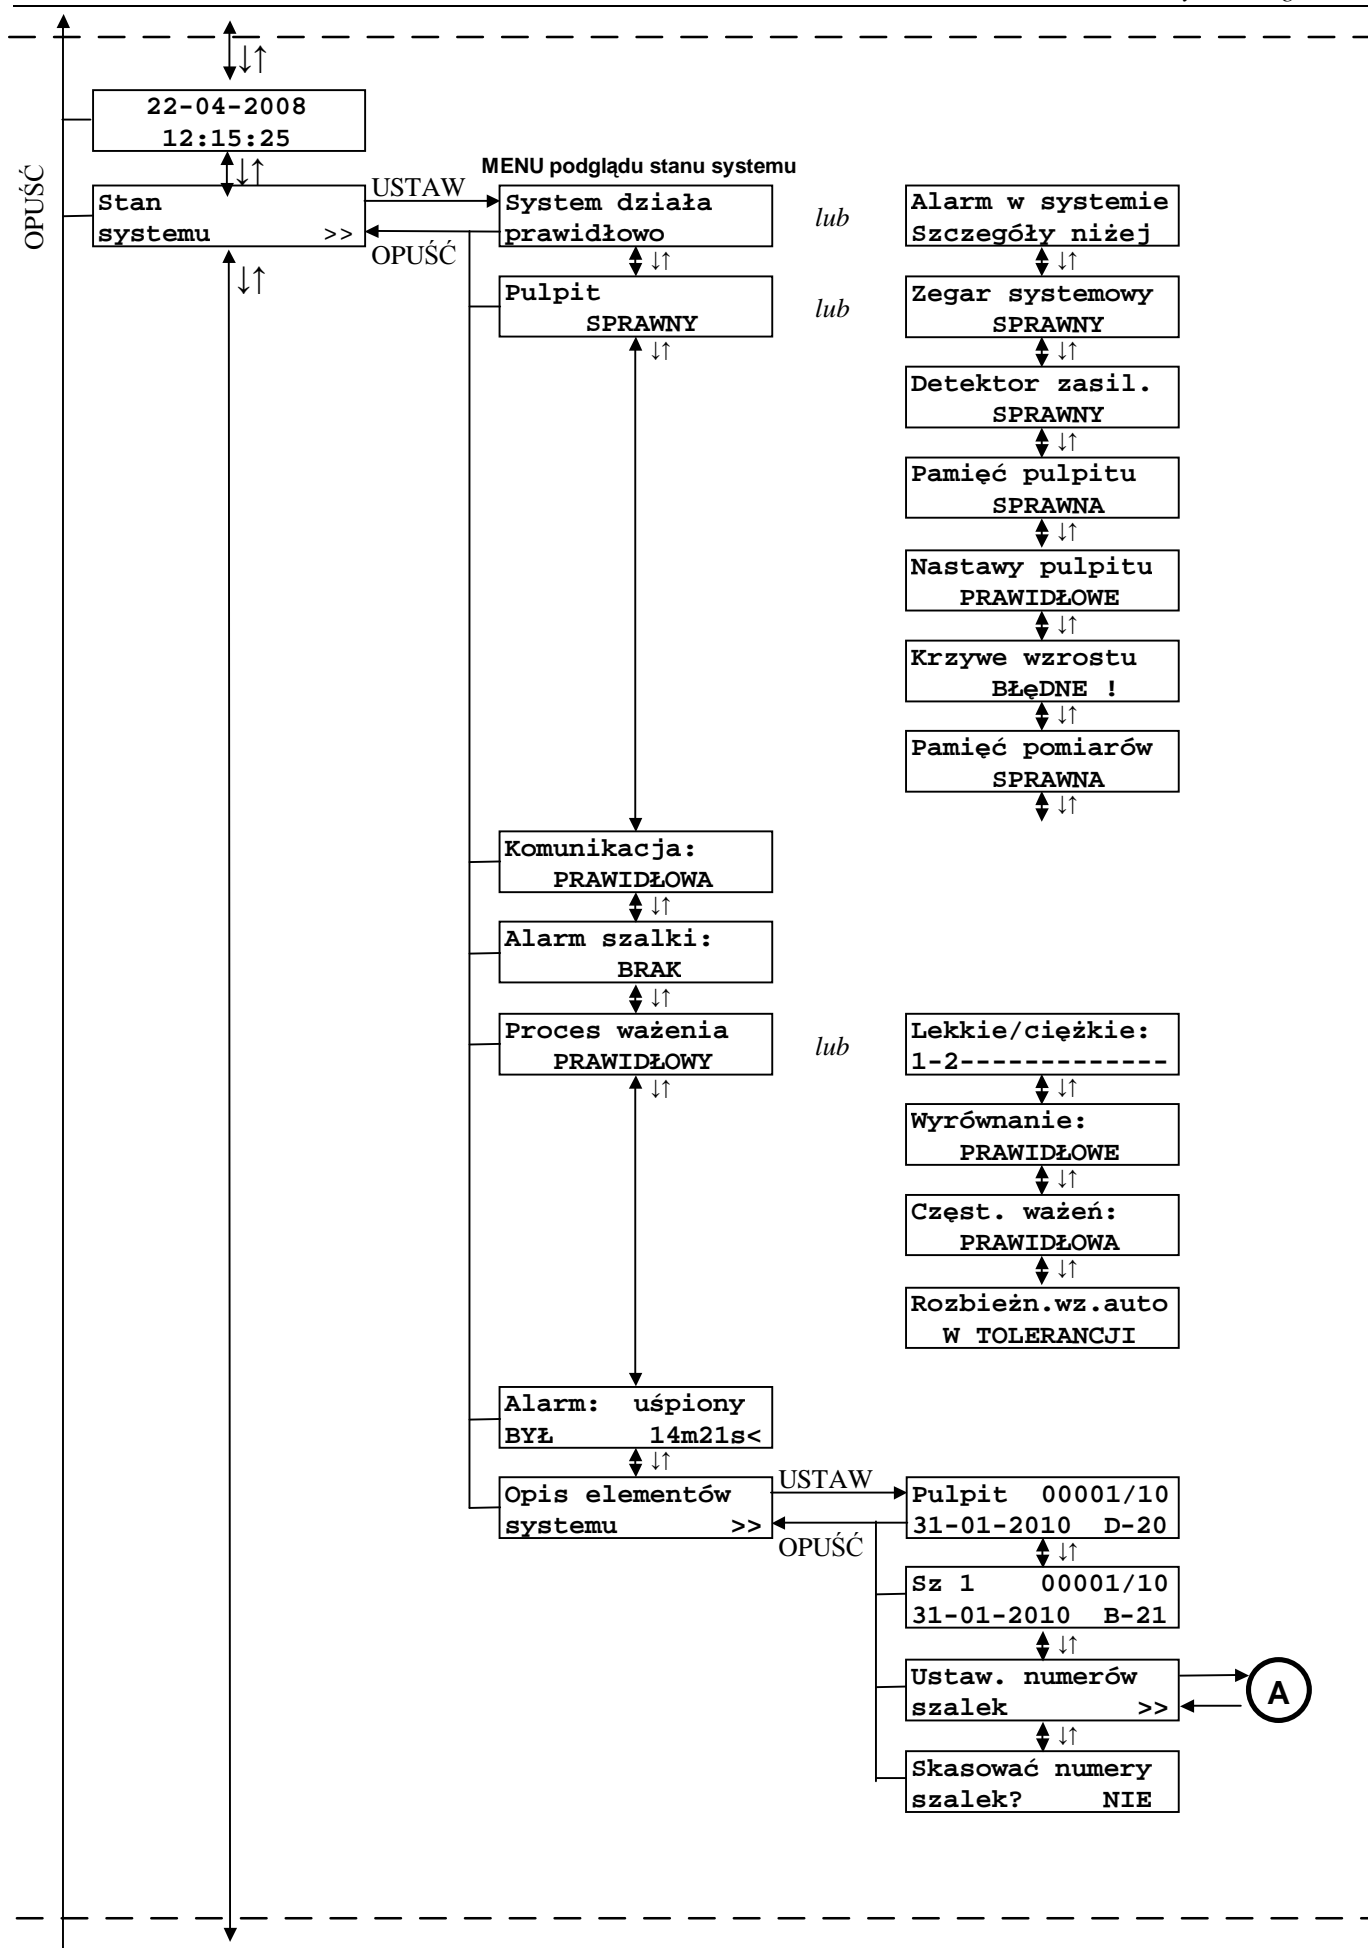 ↓↑
22-04-2008
12:15:25
↓↑
OPUŚĆ
MENU podglądu stanu systemu
Stan
systemu >>
USTAW
OPUŚĆ
↓↑
System działa
prawidłowo
lub
Alarm w systemie
Szczegóły niżej
↓↑
↓↑
Pulpit
SPRAWNY
lub
Zegar systemowy
SPRAWNY
↓↑
↓↑
Detektor zasil.
SPRAWNY
↓↑
Pamięć pulpitu
SPRAWNA
↓↑
Nastawy pulpitu
PRAWIDŁOWE
↓↑
Krzywe wzrostu
BŁęDNE !
↓↑
Pamięć pomiarów
SPRAWNA
↓↑
Komunikacja:
PRAWIDŁOWA
↓↑
Alarm szalki:
BRAK
↓↑
Proces ważenia
PRAWIDŁOWY
↓↑
lub
Lekkie/ciężkie:
1-2-------------
↓↑
Wyrównanie:
PRAWIDŁOWE
↓↑
Częst. ważeń:
PRAWIDŁOWA
↓↑
Rozbieżn.wz.auto
W TOLERANCJI
Alarm: uśpiony
BYŁ 14m21s<
↓↑
Opis elementów
systemu >>
USTAW
OPUŚĆ
Pulpit 00001/10
31-01-2010 D-20
↓↑
Sz 1 00001/10
31-01-2010 B-21
↓↑
Ustaw. numerów
szalek >>
A
↓↑
Skasować numery
szalek? NIE